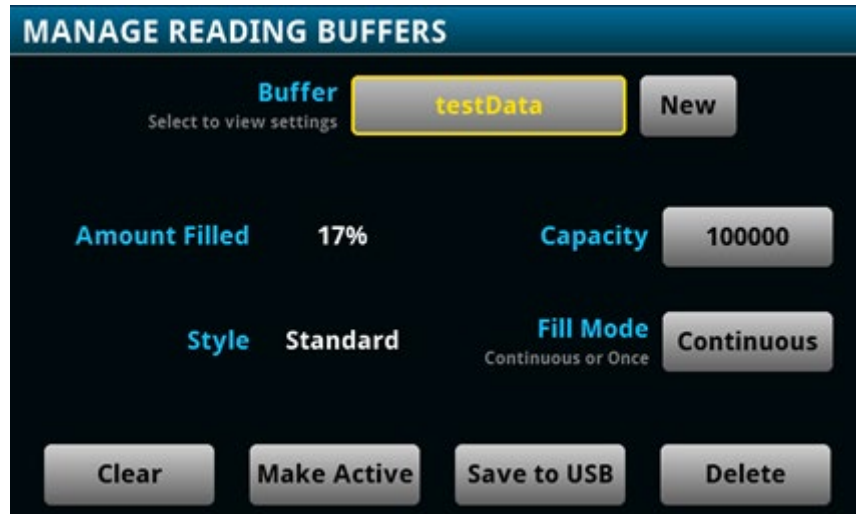 MANAGE READING BUFFERS
Buffer
Select to view settings
testData
New
Amount Filled
17%
Capacity
100000
Style
Standard
Fill Mode
Continuous or Once
Continuous
Clear
Make Active
Save to USB
Delete